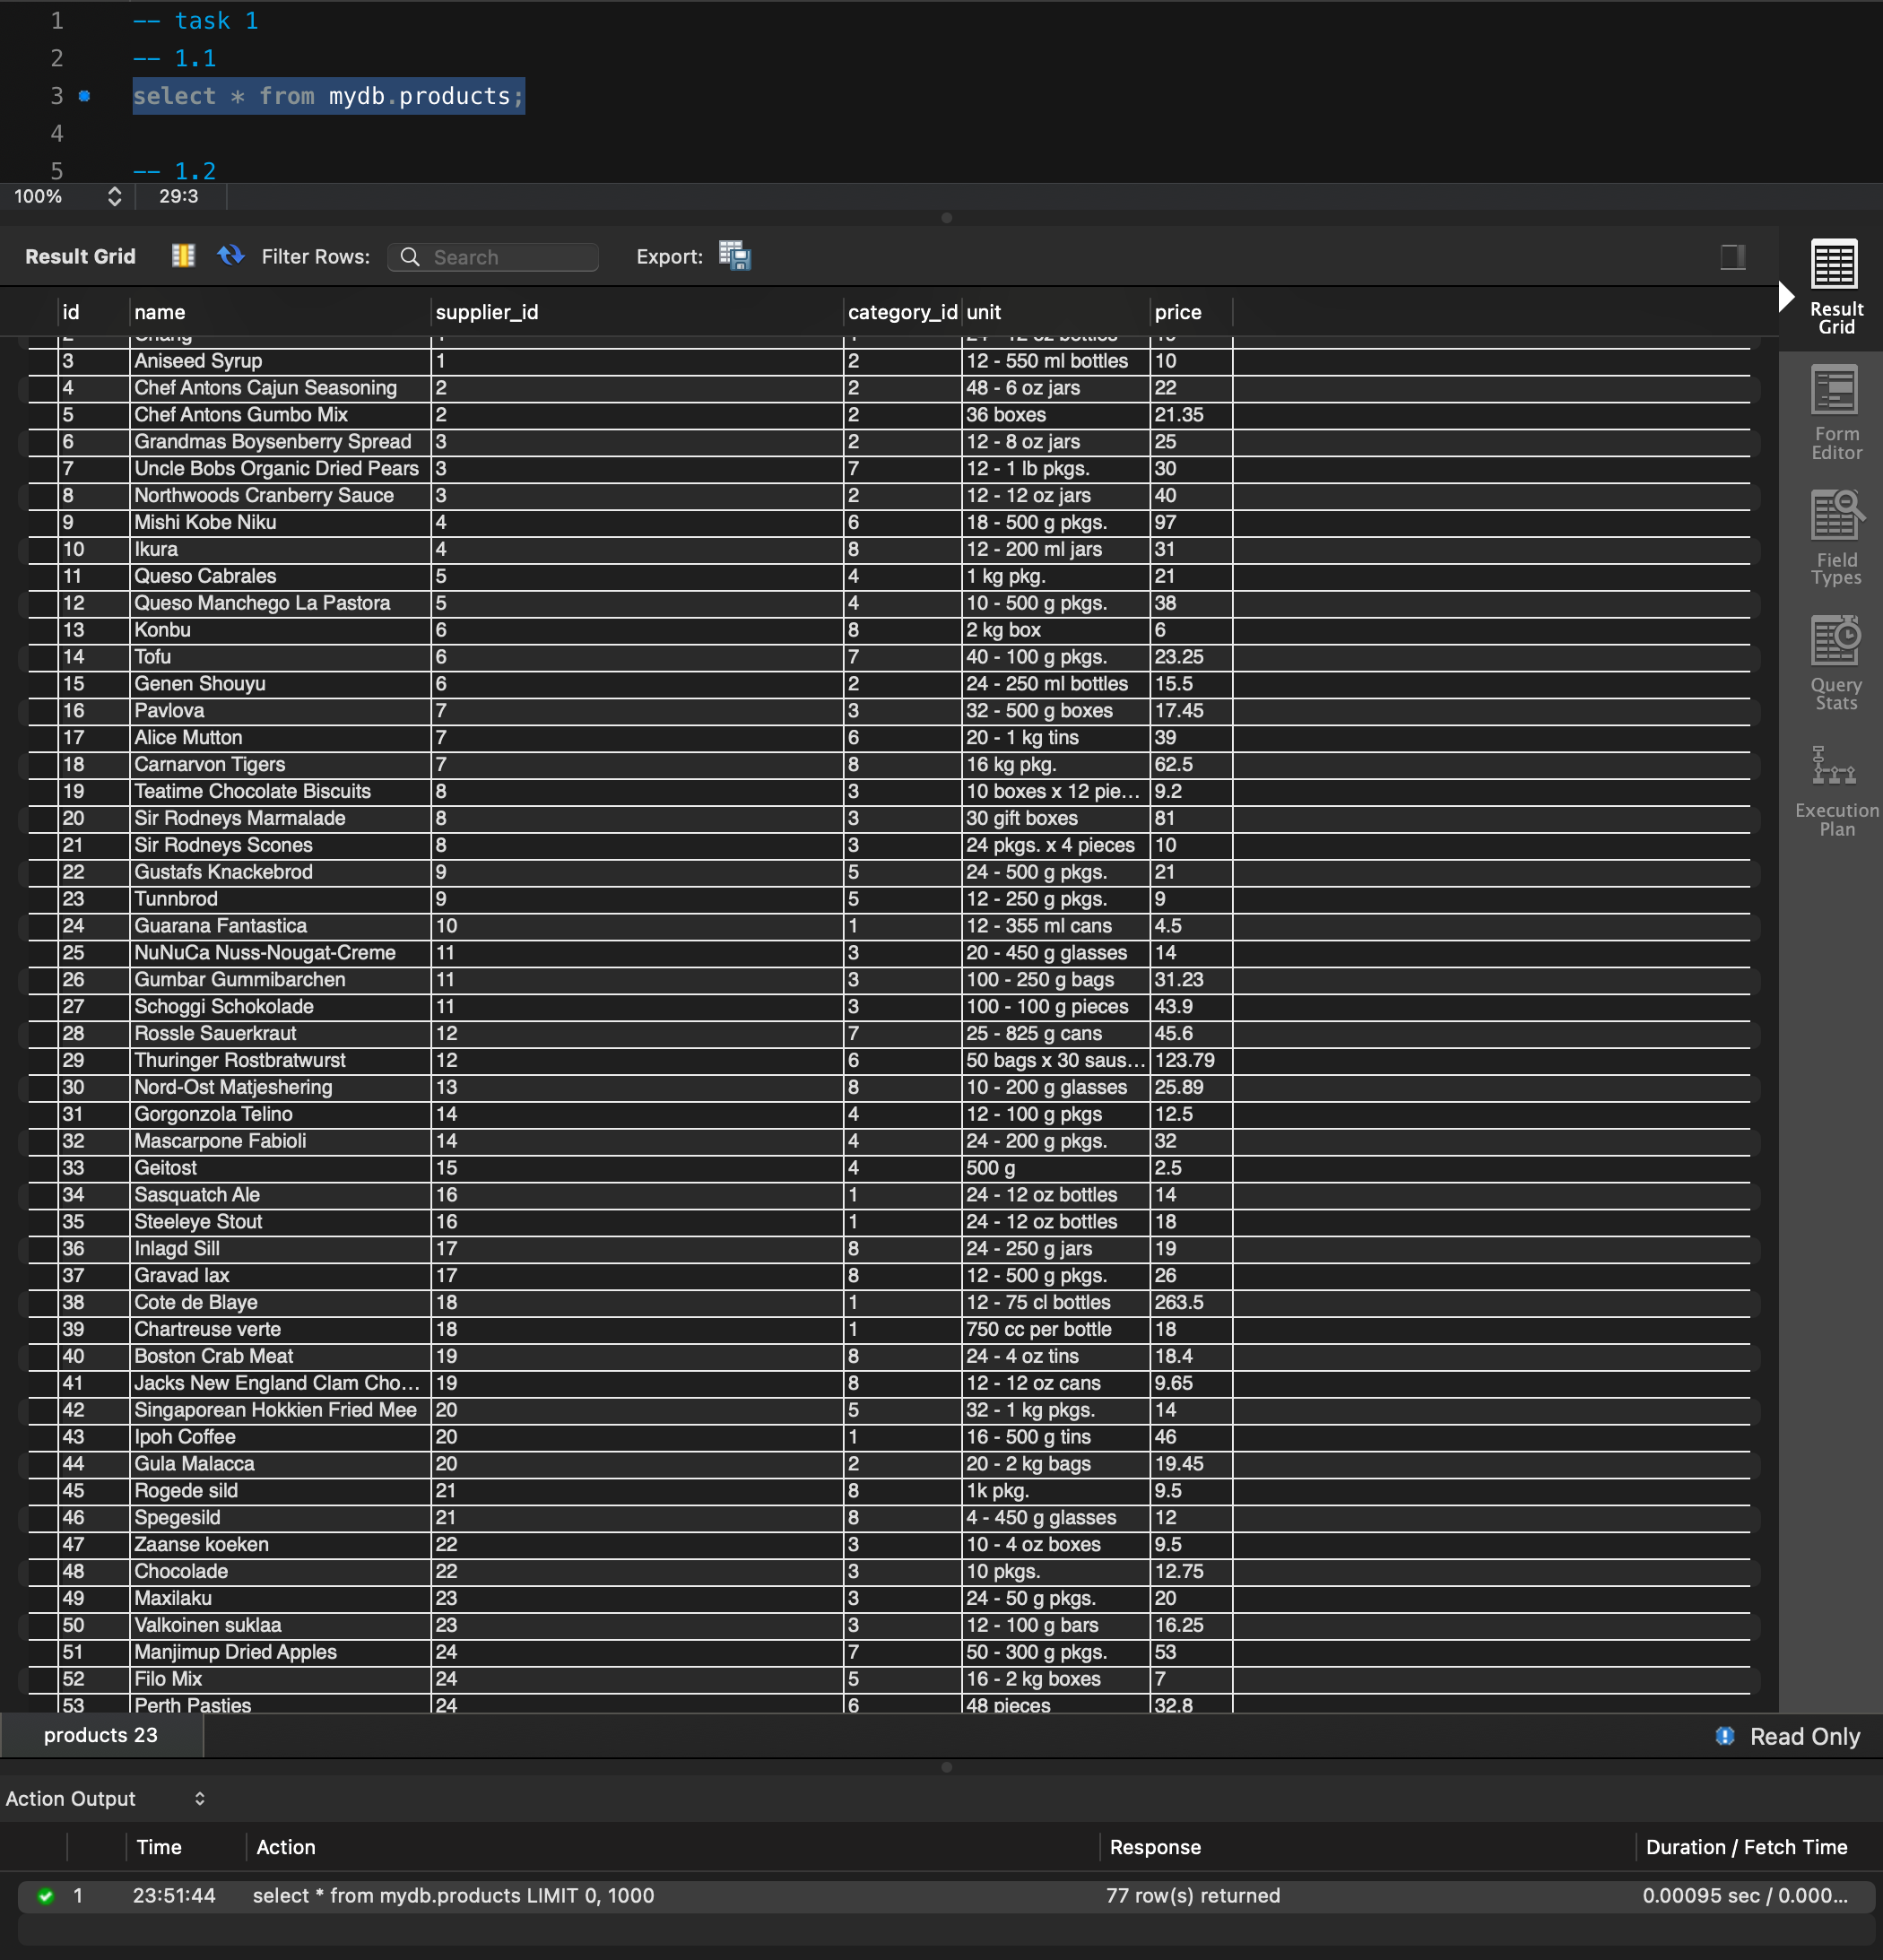 1 -- task 1
2 -- 1.1
3 select * from mydb.products;
4
5 -- 1.2
100% 29:3
Result Grid Filter Rows: Search Export:
id name supplier_id category_id unit price
2 Chang 1 1 24 - 12 oz bottles 19
3 Aniseed Syrup 1 2 12 - 550 ml bottles 10
4 Chef Antons Cajun Seasoning 2 2 48 - 6 oz jars 22
5 Chef Antons Gumbo Mix 2 2 36 boxes 21.35
6 Grandmas Boysenberry Spread 3 2 12 - 8 oz jars 25
7 Uncle Bobs Organic Dried Pears 3 7 12 - 1 lb pkgs. 30
8 Northwoods Cranberry Sauce 3 2 12 - 12 oz jars 40
9 Mishi Kobe Niku 4 6 18 - 500 g pkgs. 97
10 Ikura 4 8 12 - 200 ml jars 31
11 Queso Cabrales 5 4 1 kg pkg. 21
12 Queso Manchego La Pastora 5 4 10 - 500 g pkgs. 38
13 Konbu 6 8 2 kg box 6
14 Tofu 6 7 40 - 100 g pkgs. 23.25
15 Genen Shouyu 6 2 24 - 250 ml bottles 15.5
16 Pavlova 7 3 32 - 500 g boxes 17.45
17 Alice Mutton 7 6 20 - 1 kg tins 39
18 Carnarvon Tigers 7 8 16 kg pkg. 62.5
19 Teatime Chocolate Biscuits 8 3 10 boxes x 12 pie... 9.2
20 Sir Rodneys Marmalade 8 3 30 gift boxes 81
21 Sir Rodneys Scones 8 3 24 pkgs. x 4 pieces 10
22 Gustafs Knackebrod 9 5 24 - 500 g pkgs. 21
23 Tunnbrod 9 5 12 - 250 g pkgs. 9
24 Guarana Fantastica 10 1 12 - 355 ml cans 4.5
25 NuNuCa Nuss-Nougat-Creme 11 3 20 - 450 g glasses 14
26 Gumbar Gummibarchen 11 3 100 - 250 g bags 31.23
27 Schoggi Schokolade 11 3 100 - 100 g pieces 43.9
28 Rossle Sauerkraut 12 7 25 - 825 g cans 45.6
29 Thuringer Rostbratwurst 12 6 50 bags x 30 saus... 123.79
30 Nord-Ost Matjeshering 13 8 10 - 200 g glasses 25.89
31 Gorgonzola Telino 14 4 12 - 100 g pkgs 12.5
32 Mascarpone Fabioli 14 4 24 - 200 g pkgs. 32
33 Geitost 15 4 500 g 2.5
34 Sasquatch Ale 16 1 24 - 12 oz bottles 14
35 Steeleye Stout 16 1 24 - 12 oz bottles 18
36 Inlagd Sill 17 8 24 - 250 g jars 19
37 Gravad lax 17 8 12 - 500 g pkgs. 26
38 Cote de Blaye 18 1 12 - 75 cl bottles 263.5
39 Chartreuse verte 18 1 750 cc per bottle 18
40 Boston Crab Meat 19 8 24 - 4 oz tins 18.4
41 Jacks New England Clam Cho... 19 8 12 - 12 oz cans 9.65
42 Singaporean Hokkien Fried Mee 20 5 32 - 1 kg pkgs. 14
43 Ipoh Coffee 20 1 16 - 500 g tins 46
44 Gula Malacca 20 2 20 - 2 kg bags 19.45
45 Rogede sild 21 8 1k pkg. 9.5
46 Spegesild 21 8 4 - 450 g glasses 12
47 Zaanse koeken 22 3 10 - 4 oz boxes 9.5
48 Chocolade 22 3 10 pkgs. 12.75
49 Maxilaku 23 3 24 - 50 g pkgs. 20
50 Valkoinen suklaa 23 3 12 - 100 g bars 16.25
51 Manjimup Dried Apples 24 7 50 - 300 g pkgs. 53
52 Filo Mix 24 5 16 - 2 kg boxes 7
53 Perth Pasties 24 6 48 pieces 32.8
Result
Grid
Form
Editor
Field
Types
Query
Stats
Execution
Plan
products 23 Read Only
Action Output
Time Action Response Duration / Fetch Time
1 23:51:44 select * from mydb.products LIMIT 0, 1000 77 row(s) returned 0.00095 sec / 0.000...